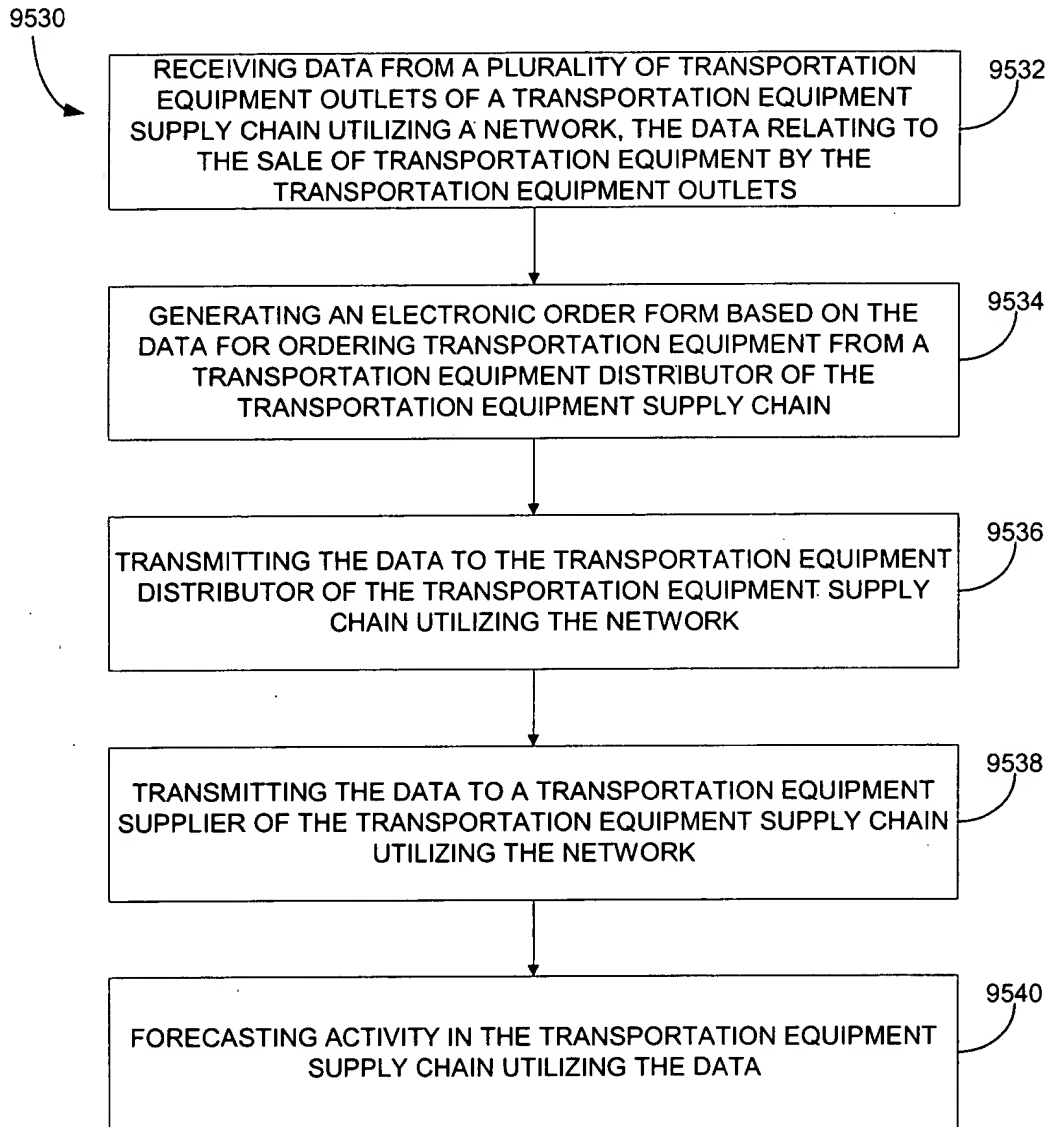 9530
RECEIVING DATA FROM A PLURALITY OF TRANSPORTATION
EQUIPMENT OUTLETS OF A TRANSPORTATION EQUIPMENT
SUPPLY CHAIN UTILIZING A NETWORK, THE DATA RELATING TO
THE SALE OF TRANSPORTATION EQUIPMENT BY THE
TRANSPORTATION EQUIPMENT OUTLETS
9532
GENERATING AN ELECTRONIC ORDER FORM BASED ON THE
DATA FOR ORDERING TRANSPORTATION EQUIPMENT FROM A
TRANSPORTATION EQUIPMENT DISTRIBUTOR OF THE
TRANSPORTATION EQUIPMENT SUPPLY CHAIN
9534
TRANSMITTING THE DATA TO THE TRANSPORTATION EQUIPMENT
DISTRIBUTOR OF THE TRANSPORTATION EQUIPMENT SUPPLY
CHAIN UTILIZING THE NETWORK
9536
TRANSMITTING THE DATA TO A TRANSPORTATION EQUIPMENT
SUPPLIER OF THE TRANSPORTATION EQUIPMENT SUPPLY CHAIN
UTILIZING THE NETWORK
9538
FORECASTING ACTIVITY IN THE TRANSPORTATION EQUIPMENT
SUPPLY CHAIN UTILIZING THE DATA
9540